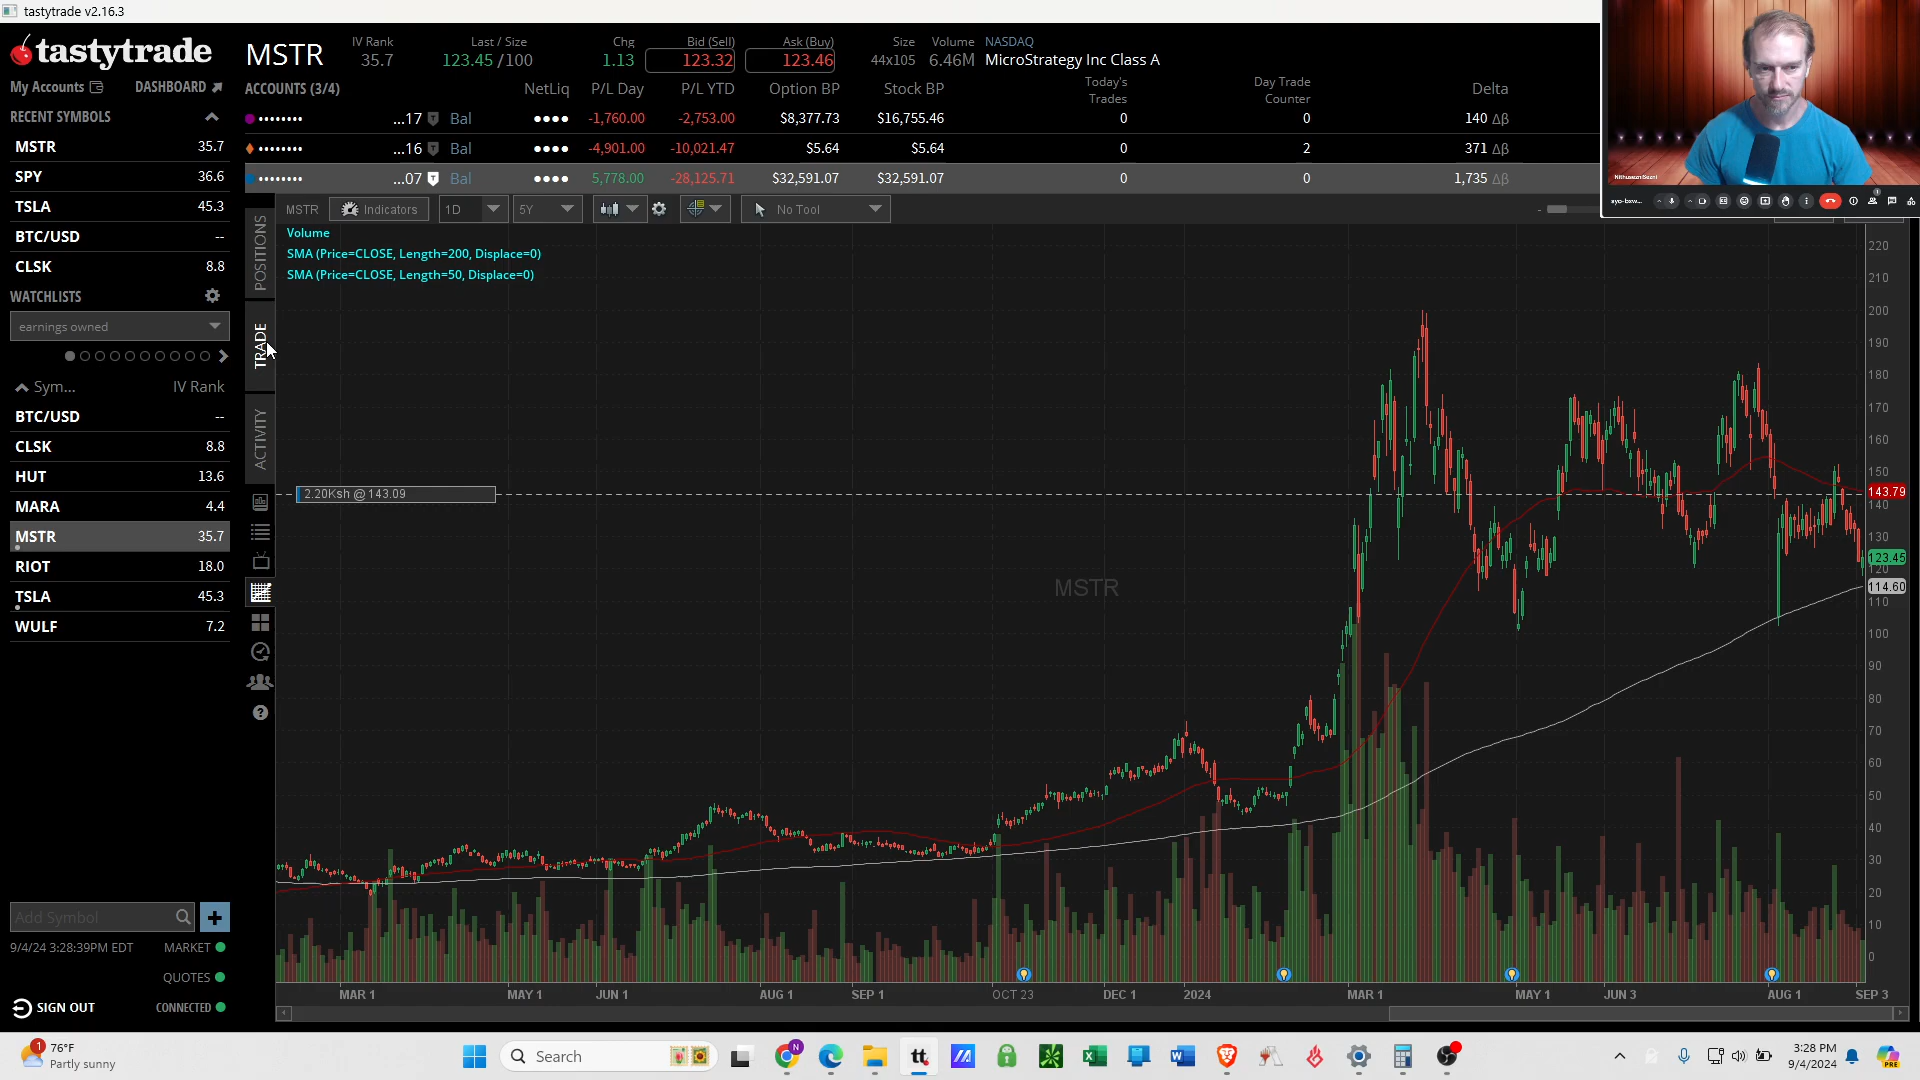 tastytrade v2.16.3
tastytrade
My Accounts
DASHBOARD
RECENT SYMBOLS
MSTR 35.7
SPY 36.6
TSLA 45.3
BTC/USD --
CLSK 8.8
WATCHLISTS
earnings owned
Sym... IV Rank
BTC/USD --
CLSK 8.8
HUT 13.6
MARA 4.4
MSTR 35.7
RIOT 18.0
TSLA 45.3
WULF 7.2
Add Symbol
9/4/24 3:28:39PM EDT MARKET
QUOTES
SIGN OUT CONNECTED
MSTR
IV Rank
35.7
Last / Size
123.45 /100
Chg
1.13
Bid (Sell)
123.32
Ask (Buy)
123.46
Size
44x105
Volume
6.46M
NASDAQ
MicroStrategy Inc Class A
ACCOUNTS (3/4) NetLiq P/L Day P/L YTD Option BP Stock BP Today's Trades Day Trade Counter Delta
...17 Bal -1,760.00 -2,753.00 $8,377.73 $16,755.46 0 0 140 Δβ
...16 Bal -4,901.00 -10,021.47 $5.64 $5.64 0 2 371 Δβ
...07 Bal 5,778.00 -28,125.71 $32,591.07 $32,591.07 0 0 1,735 Δβ
POSITIONS
TRADE
ACTIVITY
MSTR Indicators 1D 5Y No Tool
Volume
SMA (Price=CLOSE, Length=200, Displace=0)
SMA (Price=CLOSE, Length=50, Displace=0)
2.20Ksh @ 143.09
MSTR
220
210
200
190
180
170
160
150
143.79
140
130
123.45
120
114.60
110
100
90
80
70
60
50
40
30
20
10
0
MAR 1 MAY 1 JUN 1 AUG 1 SEP 1 OCT 23 DEC 1 2024 MAR 1 MAY 1 JUN 3 AUG 1 SEP 3
1
76°F
Partly sunny
Search
3:28 PM
9/4/2024
PRE